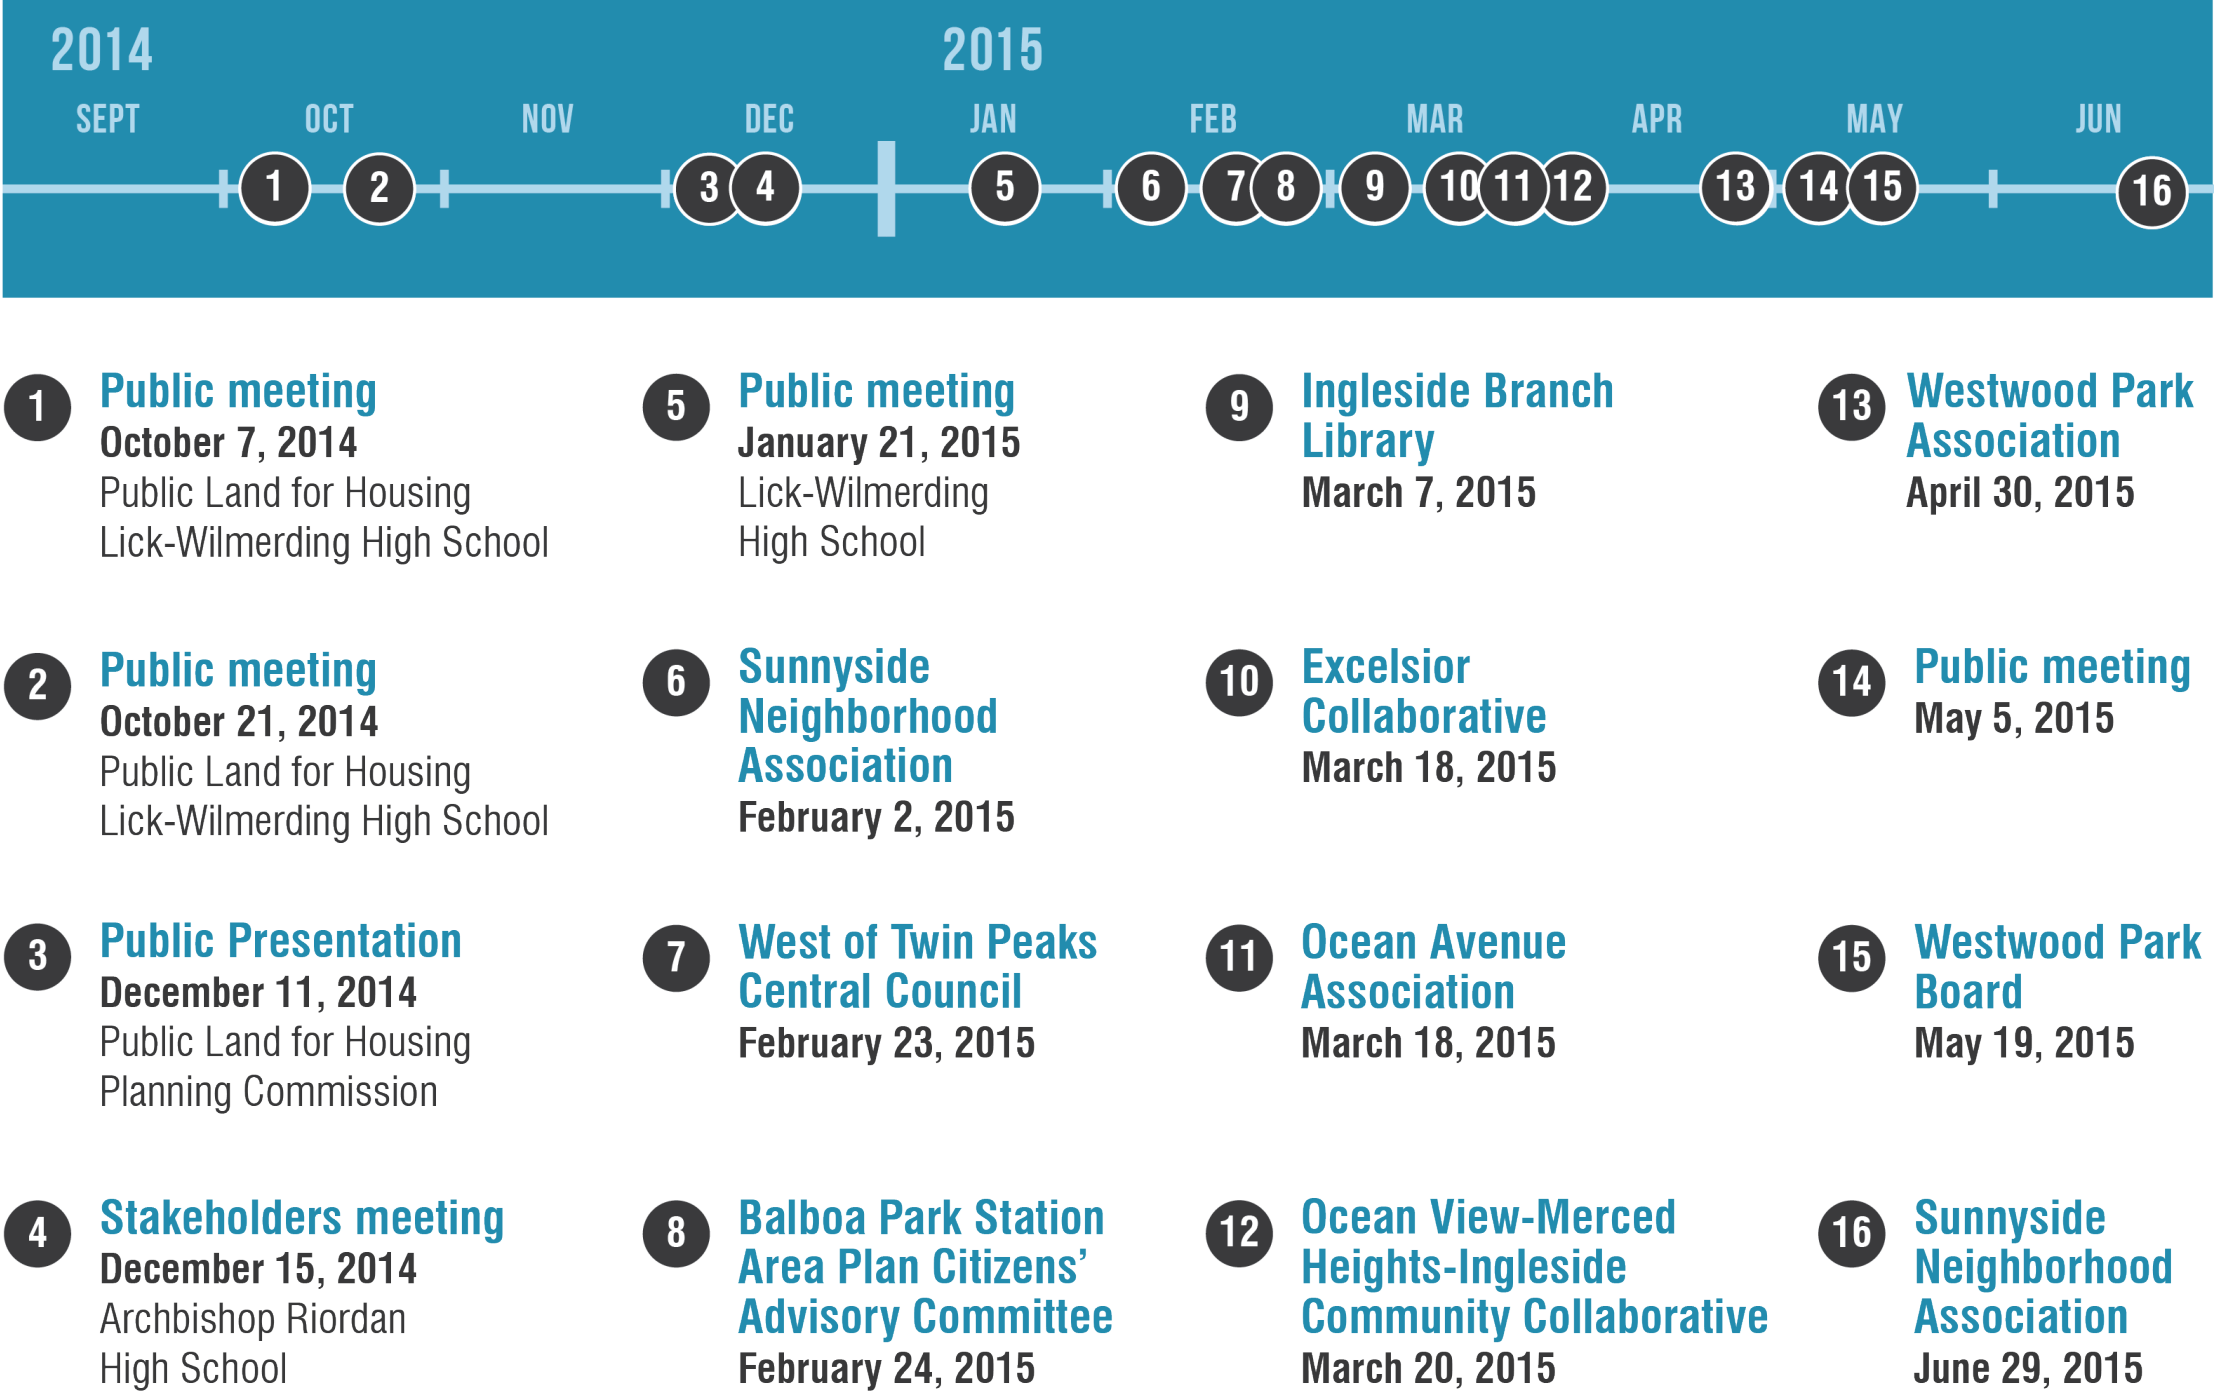 2014
2015
SEPT OCT NOV DEC JAN FEB MAR APR MAY JUN
1 2 3 4 5 6 7 8 9 10 11 12 13 14 15 16
1
Public meeting
October 7, 2014
Public Land for Housing
Lick-Wilmerding High School
2
Public meeting
October 21, 2014
Public Land for Housing
Lick-Wilmerding High School
3
Public Presentation
December 11, 2014
Public Land for Housing
Planning Commission
4
Stakeholders meeting
December 15, 2014
Archbishop Riordan
High School
5
Public meeting
January 21, 2015
Lick-Wilmerding
High School
6
Sunnyside
Neighborhood
Association
February 2, 2015
7
West of Twin Peaks
Central Council
February 23, 2015
8
Balboa Park Station
Area Plan Citizens’
Advisory Committee
February 24, 2015
9
Ingleside Branch
Library
March 7, 2015
10
Excelsior
Collaborative
March 18, 2015
11
Ocean Avenue
Association
March 18, 2015
12
Ocean View-Merced
Heights-Ingleside
Community Collaborative
March 20, 2015
13
Westwood Park
Association
April 30, 2015
14
Public meeting
May 5, 2015
15
Westwood Park
Board
May 19, 2015
16
Sunnyside
Neighborhood
Association
June 29, 2015